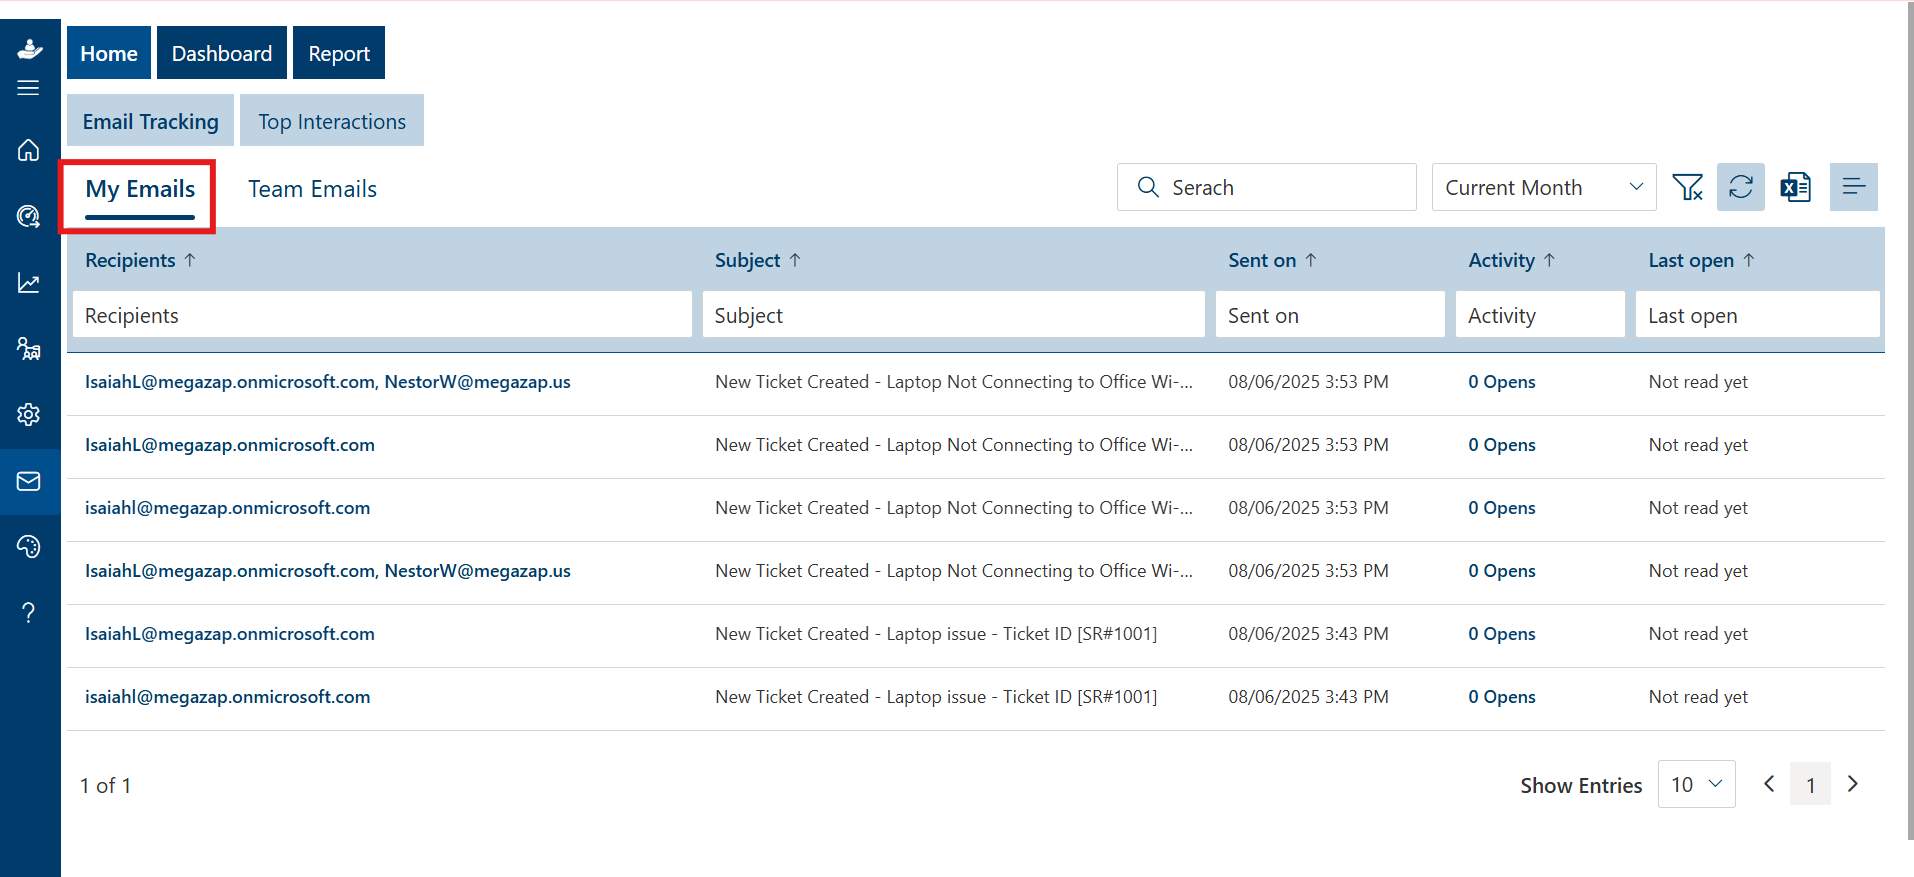 Home Dashboard Report
Email Tracking Top Interactions
My Emails Team Emails Serach Current Month
Recipients ↑ Subject ↑ Sent on ↑ Activity ↑ Last open ↑
Recipients Subject Sent on Activity Last open
IsaiahL@megazap.onmicrosoft.com, NestorW@megazap.us New Ticket Created - Laptop Not Connecting to Office Wi-... 08/06/2025 3:53 PM 0 Opens Not read yet
IsaiahL@megazap.onmicrosoft.com New Ticket Created - Laptop Not Connecting to Office Wi-... 08/06/2025 3:53 PM 0 Opens Not read yet
isaiahl@megazap.onmicrosoft.com New Ticket Created - Laptop Not Connecting to Office Wi-... 08/06/2025 3:53 PM 0 Opens Not read yet
IsaiahL@megazap.onmicrosoft.com, NestorW@megazap.us New Ticket Created - Laptop Not Connecting to Office Wi-... 08/06/2025 3:53 PM 0 Opens Not read yet
IsaiahL@megazap.onmicrosoft.com New Ticket Created - Laptop issue - Ticket ID [SR#1001] 08/06/2025 3:43 PM 0 Opens Not read yet
isaiahl@megazap.onmicrosoft.com New Ticket Created - Laptop issue - Ticket ID [SR#1001] 08/06/2025 3:43 PM 0 Opens Not read yet
1 of 1 Show Entries 10 1